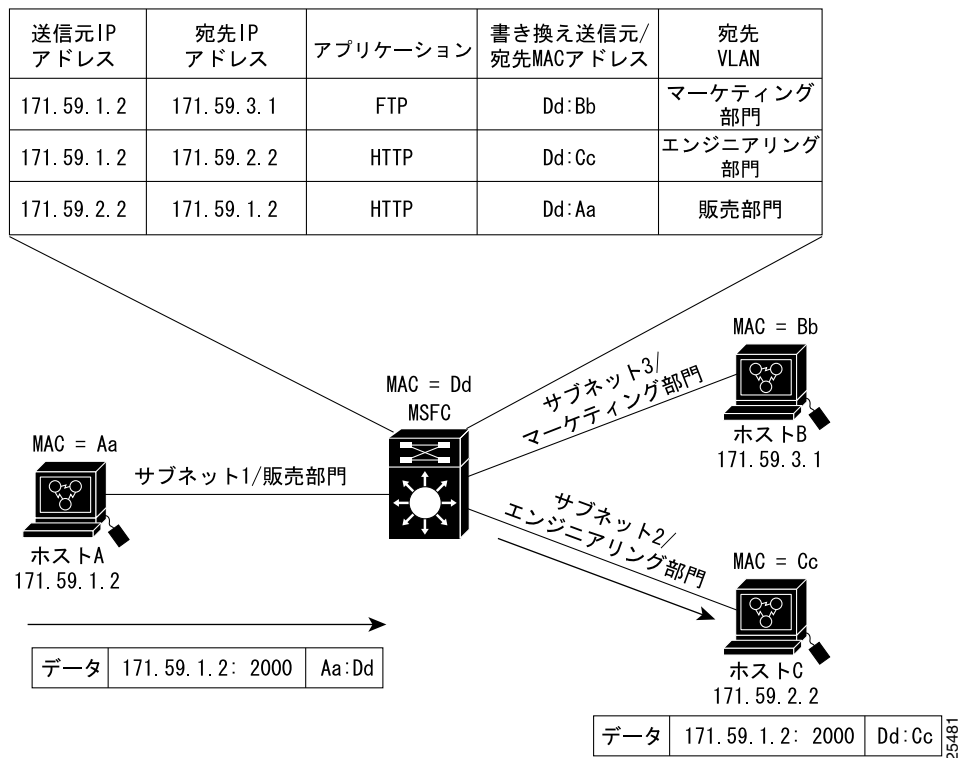 送信元IP
アドレス
宛先IP
アドレス
アプリケーション
書き換え送信元/
宛先MACアドレス
宛先
VLAN
171.59.1.2
171.59.3.1
FTP
Dd:Bb
マーケティング
部門
171.59.1.2
171.59.2.2
HTTP
Dd:Cc
エンジニアリング
部門
171.59.2.2
171.59.1.2
HTTP
Dd:Aa
販売部門
MAC = Bb
サブネット3/
マーケティング部門
ホストB
171.59.3.1
MAC = Dd
MSFC
MAC = Aa
サブネット1/販売部門
ホストA
171.59.1.2
サブネット2/
エンジニアリング部門
MAC = Cc
ホストC
171.59.2.2
データ 171.59.1.2: 2000 Aa:Dd
データ 171.59.1.2: 2000 Dd:Cc
25481